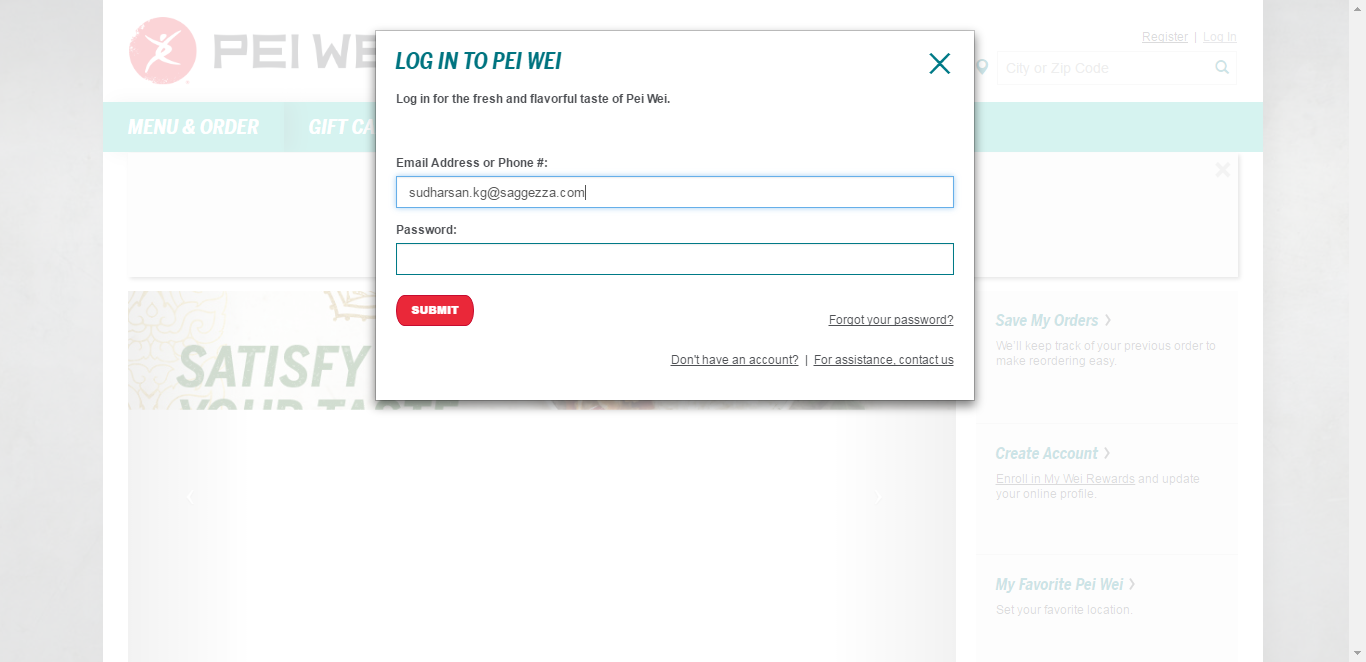 PEI WE
Register | Log In
City or Zip Code
MENU & ORDER
GIFT CA
LOG IN TO PEI WEI
Log in for the fresh and flavorful taste of Pei Wei.
Email Address or Phone #:
sudharsan.kg@saggezza.com
Password:
SUBMIT
Forgot your password?
Don't have an account? | For assistance, contact us
SATISFY
YOUR TASTE
Save My Orders
We'll keep track of your previous order to
make reordering easy.
Create Account
Enroll in My Wei Rewards and update
your online profile.
My Favorite Pei Wei
Set your favorite location.